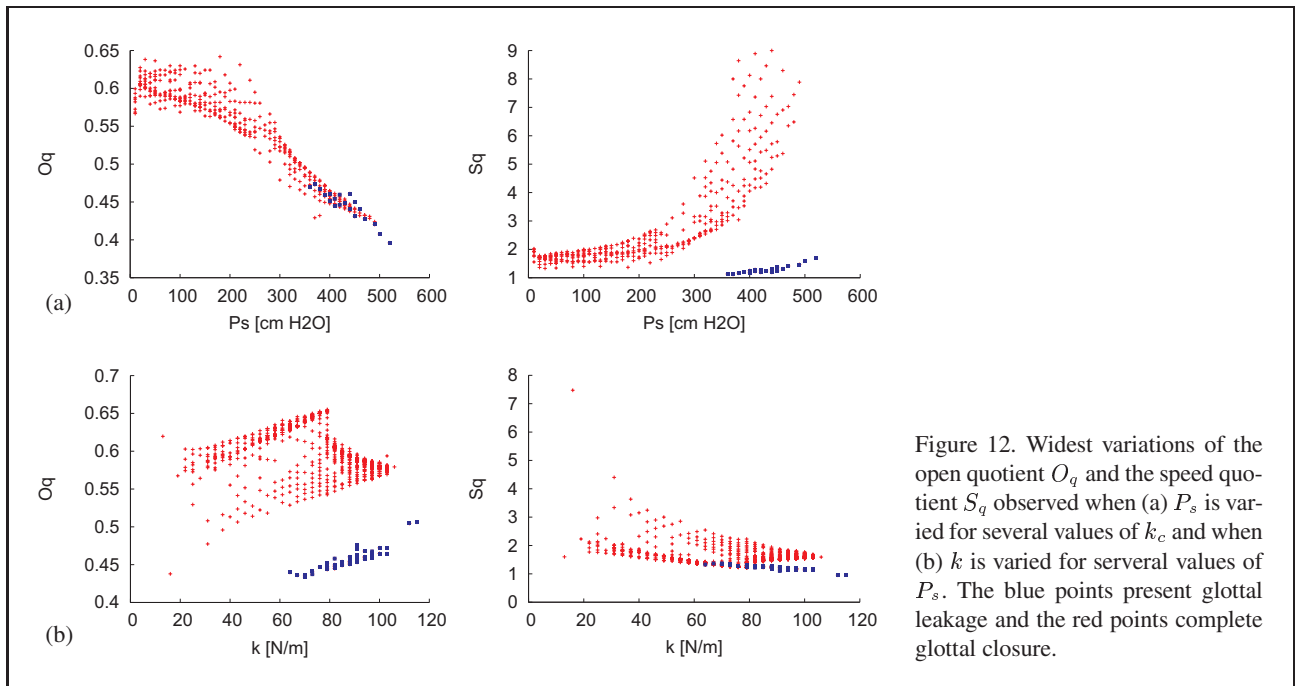 0.65
0.6
0.55
0.5
0.45
0.4
0.35
Oq
0 100 200 300 400 500 600
Ps [cm H2O]
9
8
7
6
5
4
3
2
1
Sq
0 100 200 300 400 500 600
Ps [cm H2O]
(a)
0.7
0.65
0.6
0.55
0.5
0.45
0.4
Oq
0 20 40 60 80 100 120
k [N/m]
8
7
6
5
4
3
2
1
0
Sq
0 20 40 60 80 100 120
k [N/m]
(b)
Figure 12. Widest variations of the
open quotient Oq and the speed quo-
tient Sq observed when (a) Ps is var-
ied for several values of kc and when
(b) k is varied for serveral values of
Ps. The blue points present glottal
leakage and the red points complete
glottal closure.